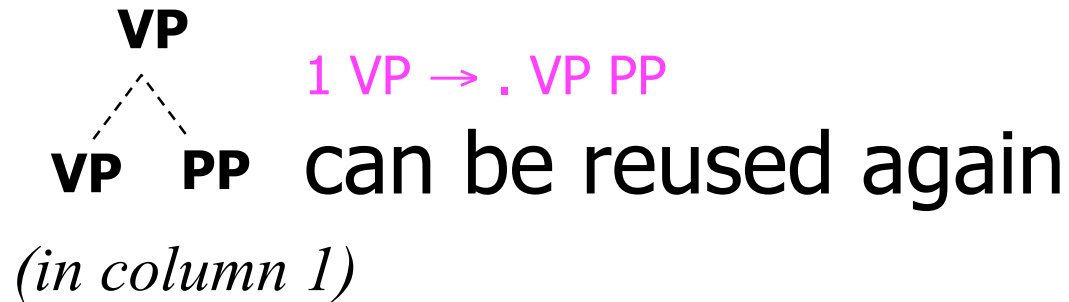 VP
1 VP → . VP PP
VP PP can be reused again
(in column 1)